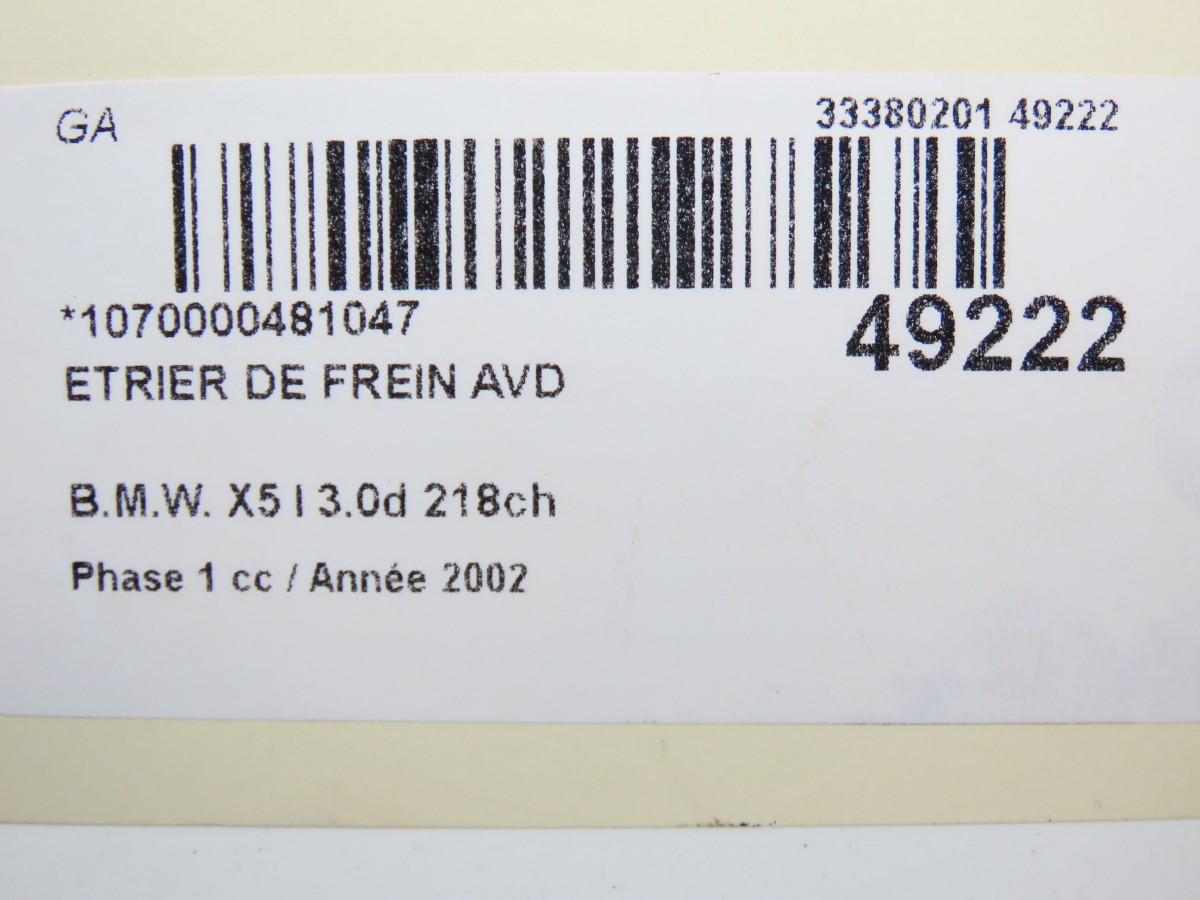 GA
33380201 49222
*1070000481047
49222
ETRIER DE FREIN AVD
B.M.W. X5 I 3.0d 218ch
Phase 1 cc / Année 2002